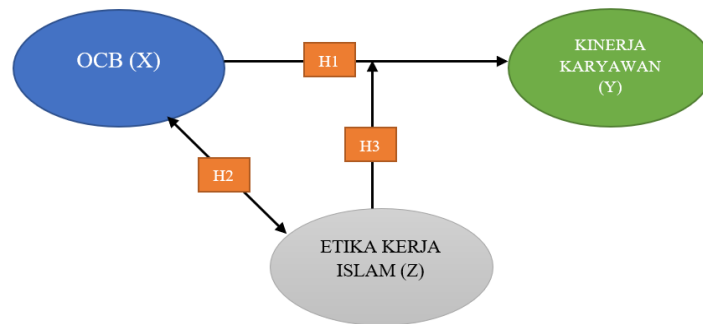 OCB (X)
H1
KINERJA
KARYAWAN
(Y)
H3
H2
ETIKA KERJA
ISLAM (Z)